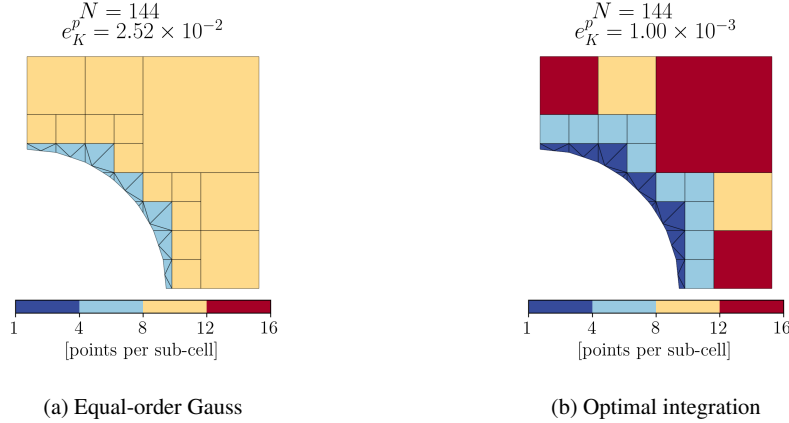 N = 144
e_K^p = 2.52 × 10^{-2}
1 4 8 12 16
[points per sub-cell]
(a) Equal-order Gauss
N = 144
e_K^p = 1.00 × 10^{-3}
1 4 8 12 16
[points per sub-cell]
(b) Optimal integration